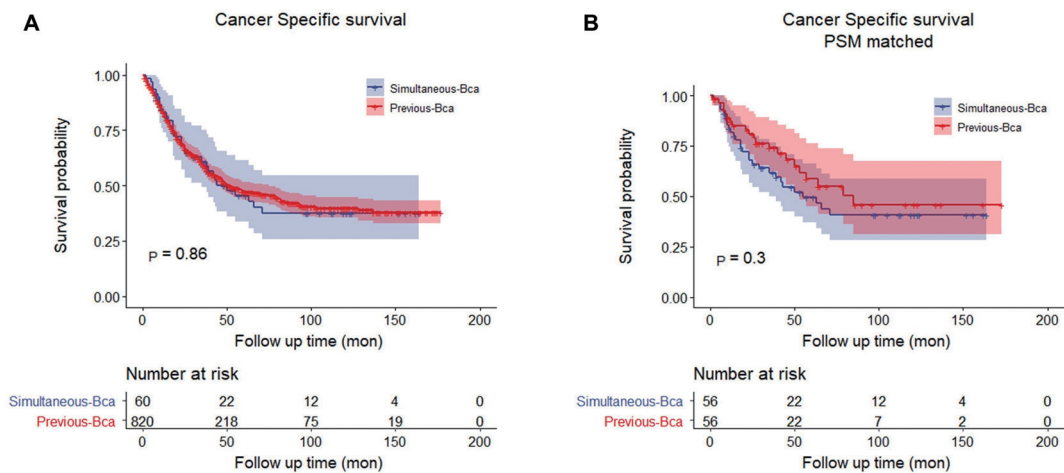 A
Cancer Specific survival
Survival probability
1.00
0.75
0.50
0.25
0.00
Simultaneous-Bca
Previous-Bca
P = 0.86
0 50 100 150 200
Follow up time (mon)
Number at risk
Simultaneous-Bca 60 22 12 4 0
Previous-Bca 820 218 75 19 0
0 50 100 150 200
Follow up time (mon)
B
Cancer Specific survival
PSM matched
Survival probability
1.00
0.75
0.50
0.25
0.00
Simultaneous-Bca
Previous-Bca
P = 0.3
0 50 100 150 200
Follow up time (mon)
Number at risk
Simultaneous-Bca 56 22 12 4 0
Previous-Bca 56 22 7 2 0
0 50 100 150 200
Follow up time (mon)